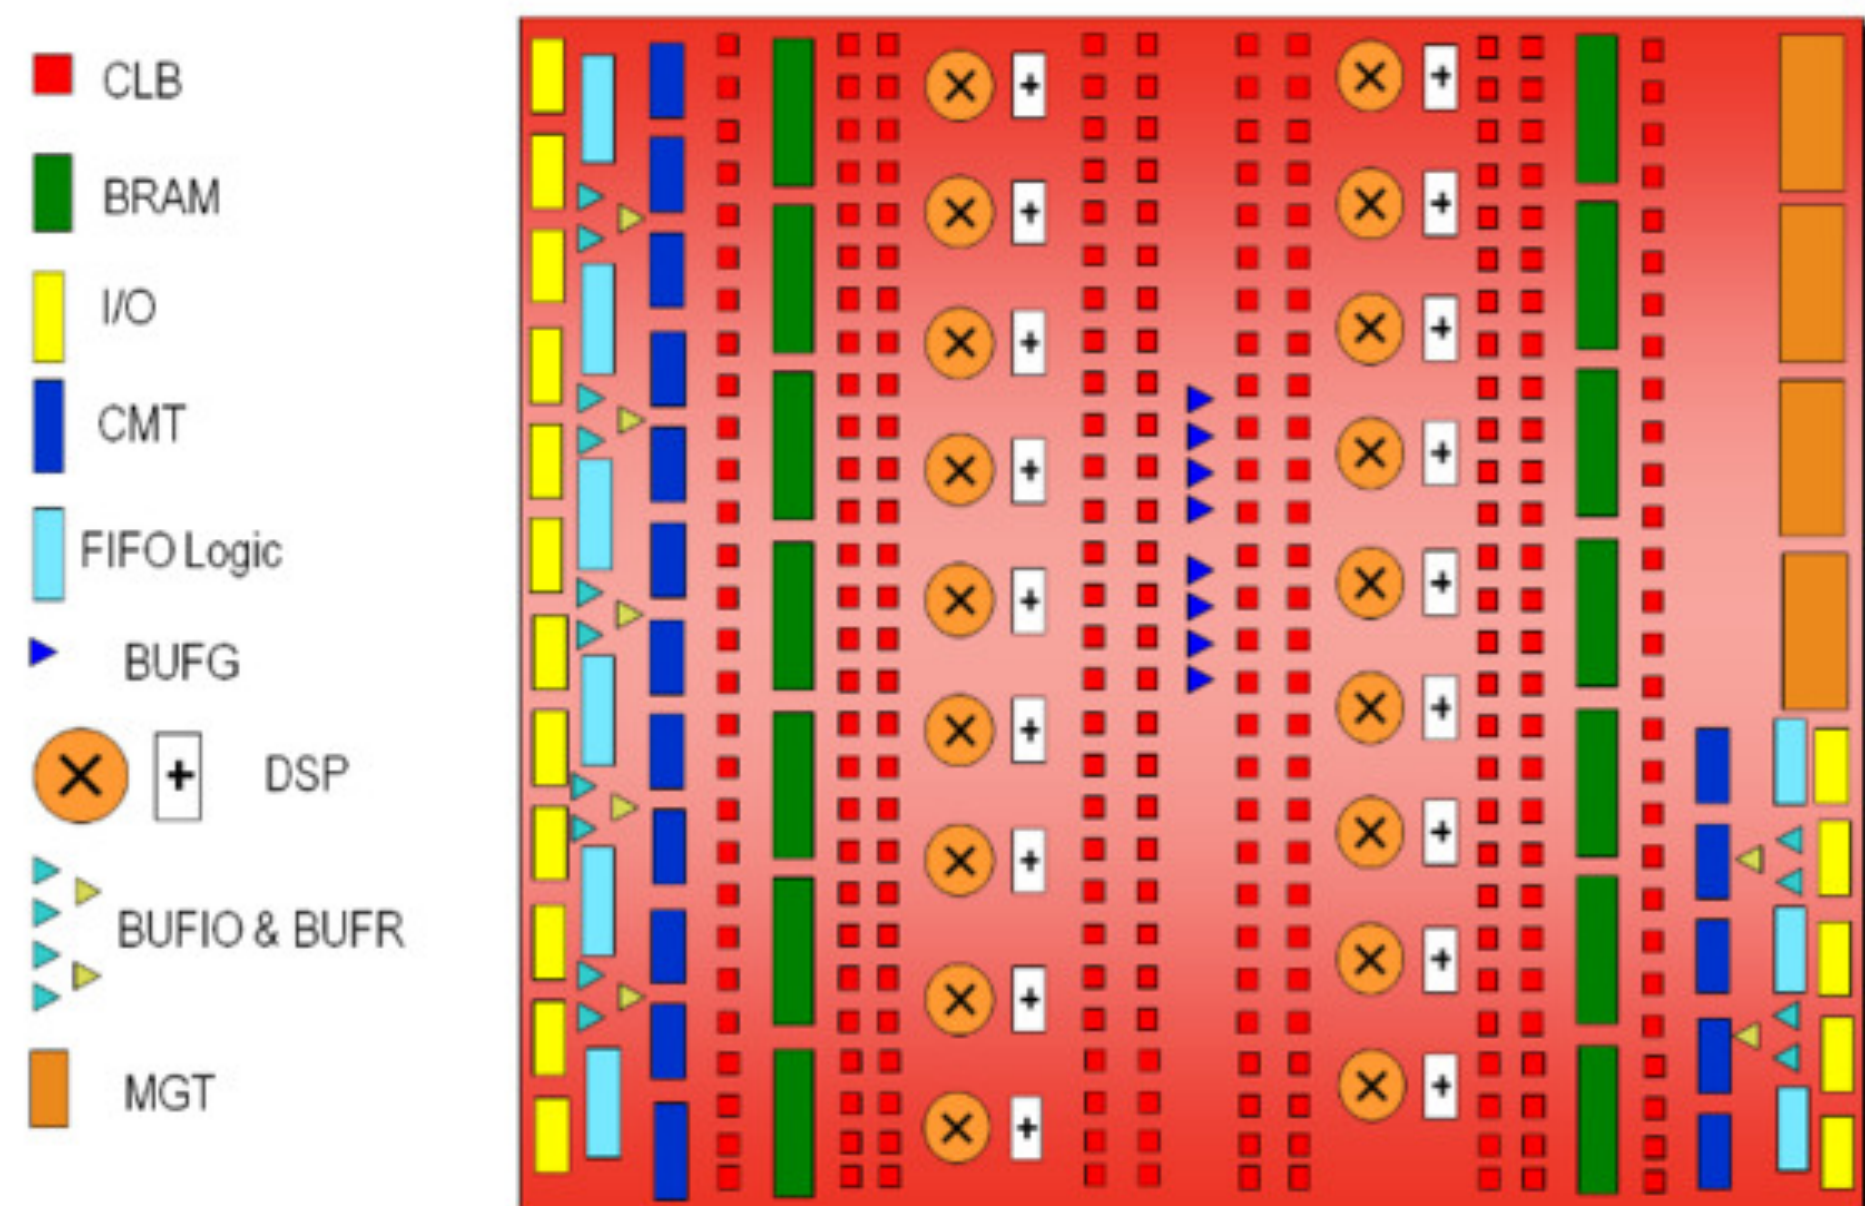 CLB
BRAM
I/O
CMT
FIFO Logic
BUFG
DSP
BUFIO & BUFR
MGT